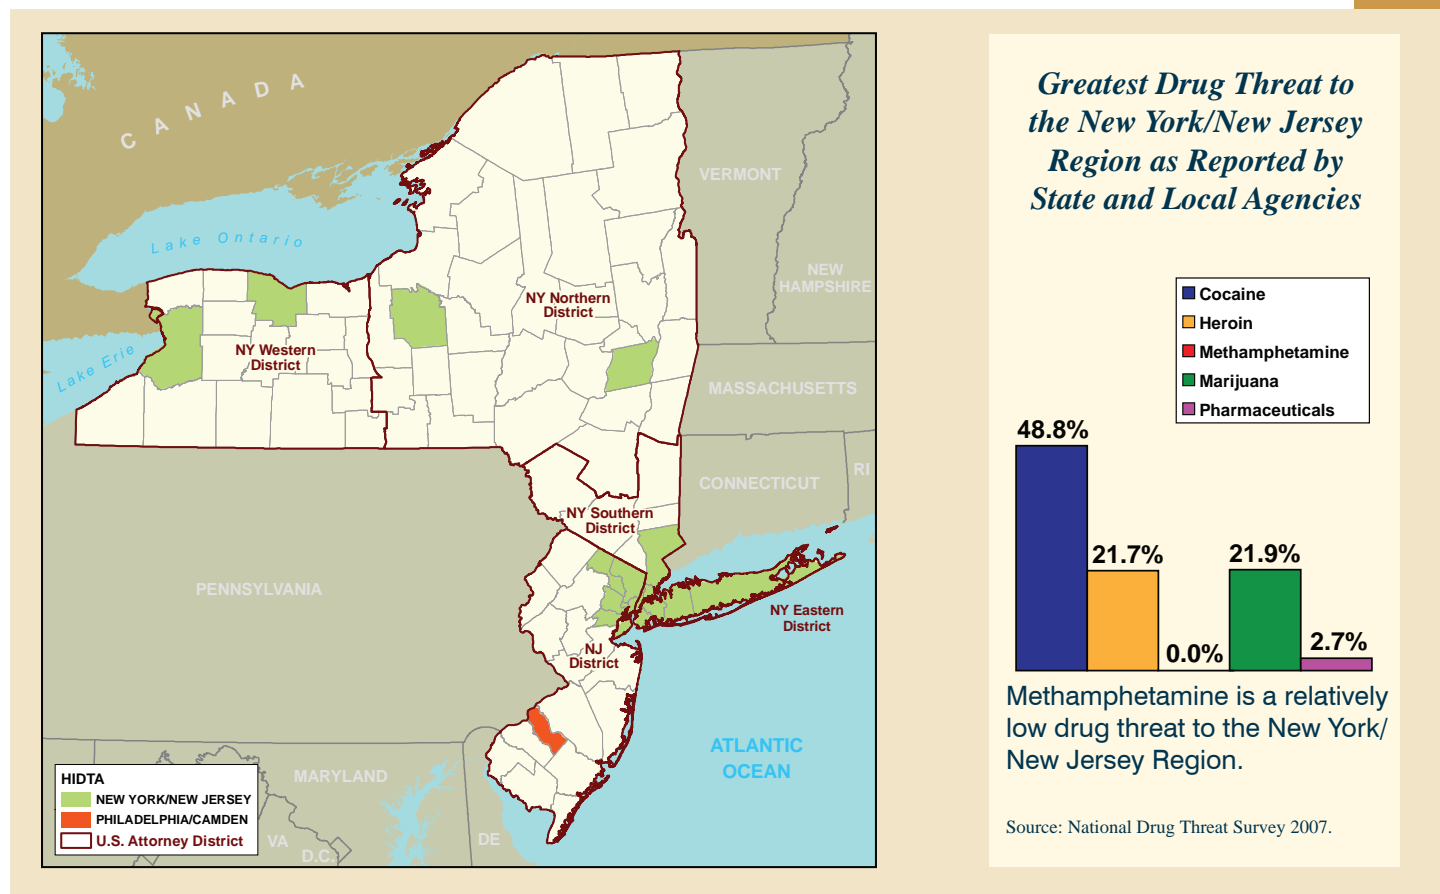 CANADA
VERMONT
Lake Ontario
NEW
HAMPSHIRE
NY Northern
District
NY Western
District
Lake Erie
MASSACHUSETTS
CONNECTICUT
RI
NY Southern
District
PENNSYLVANIA
NY Eastern
District
NJ
District
ATLANTIC
OCEAN
MARYLAND
VA
D.C.
DE
HIDTA
NEW YORK/NEW JERSEY
PHILADELPHIA/CAMDEN
U.S. Attorney District
Greatest Drug Threat to
the New York/New Jersey
Region as Reported by
State and Local Agencies
Cocaine
Heroin
Methamphetamine
Marijuana
Pharmaceuticals
48.8%
21.7%
0.0%
21.9%
2.7%
Methamphetamine is a relatively
low drug threat to the New York/
New Jersey Region.
Source: National Drug Threat Survey 2007.